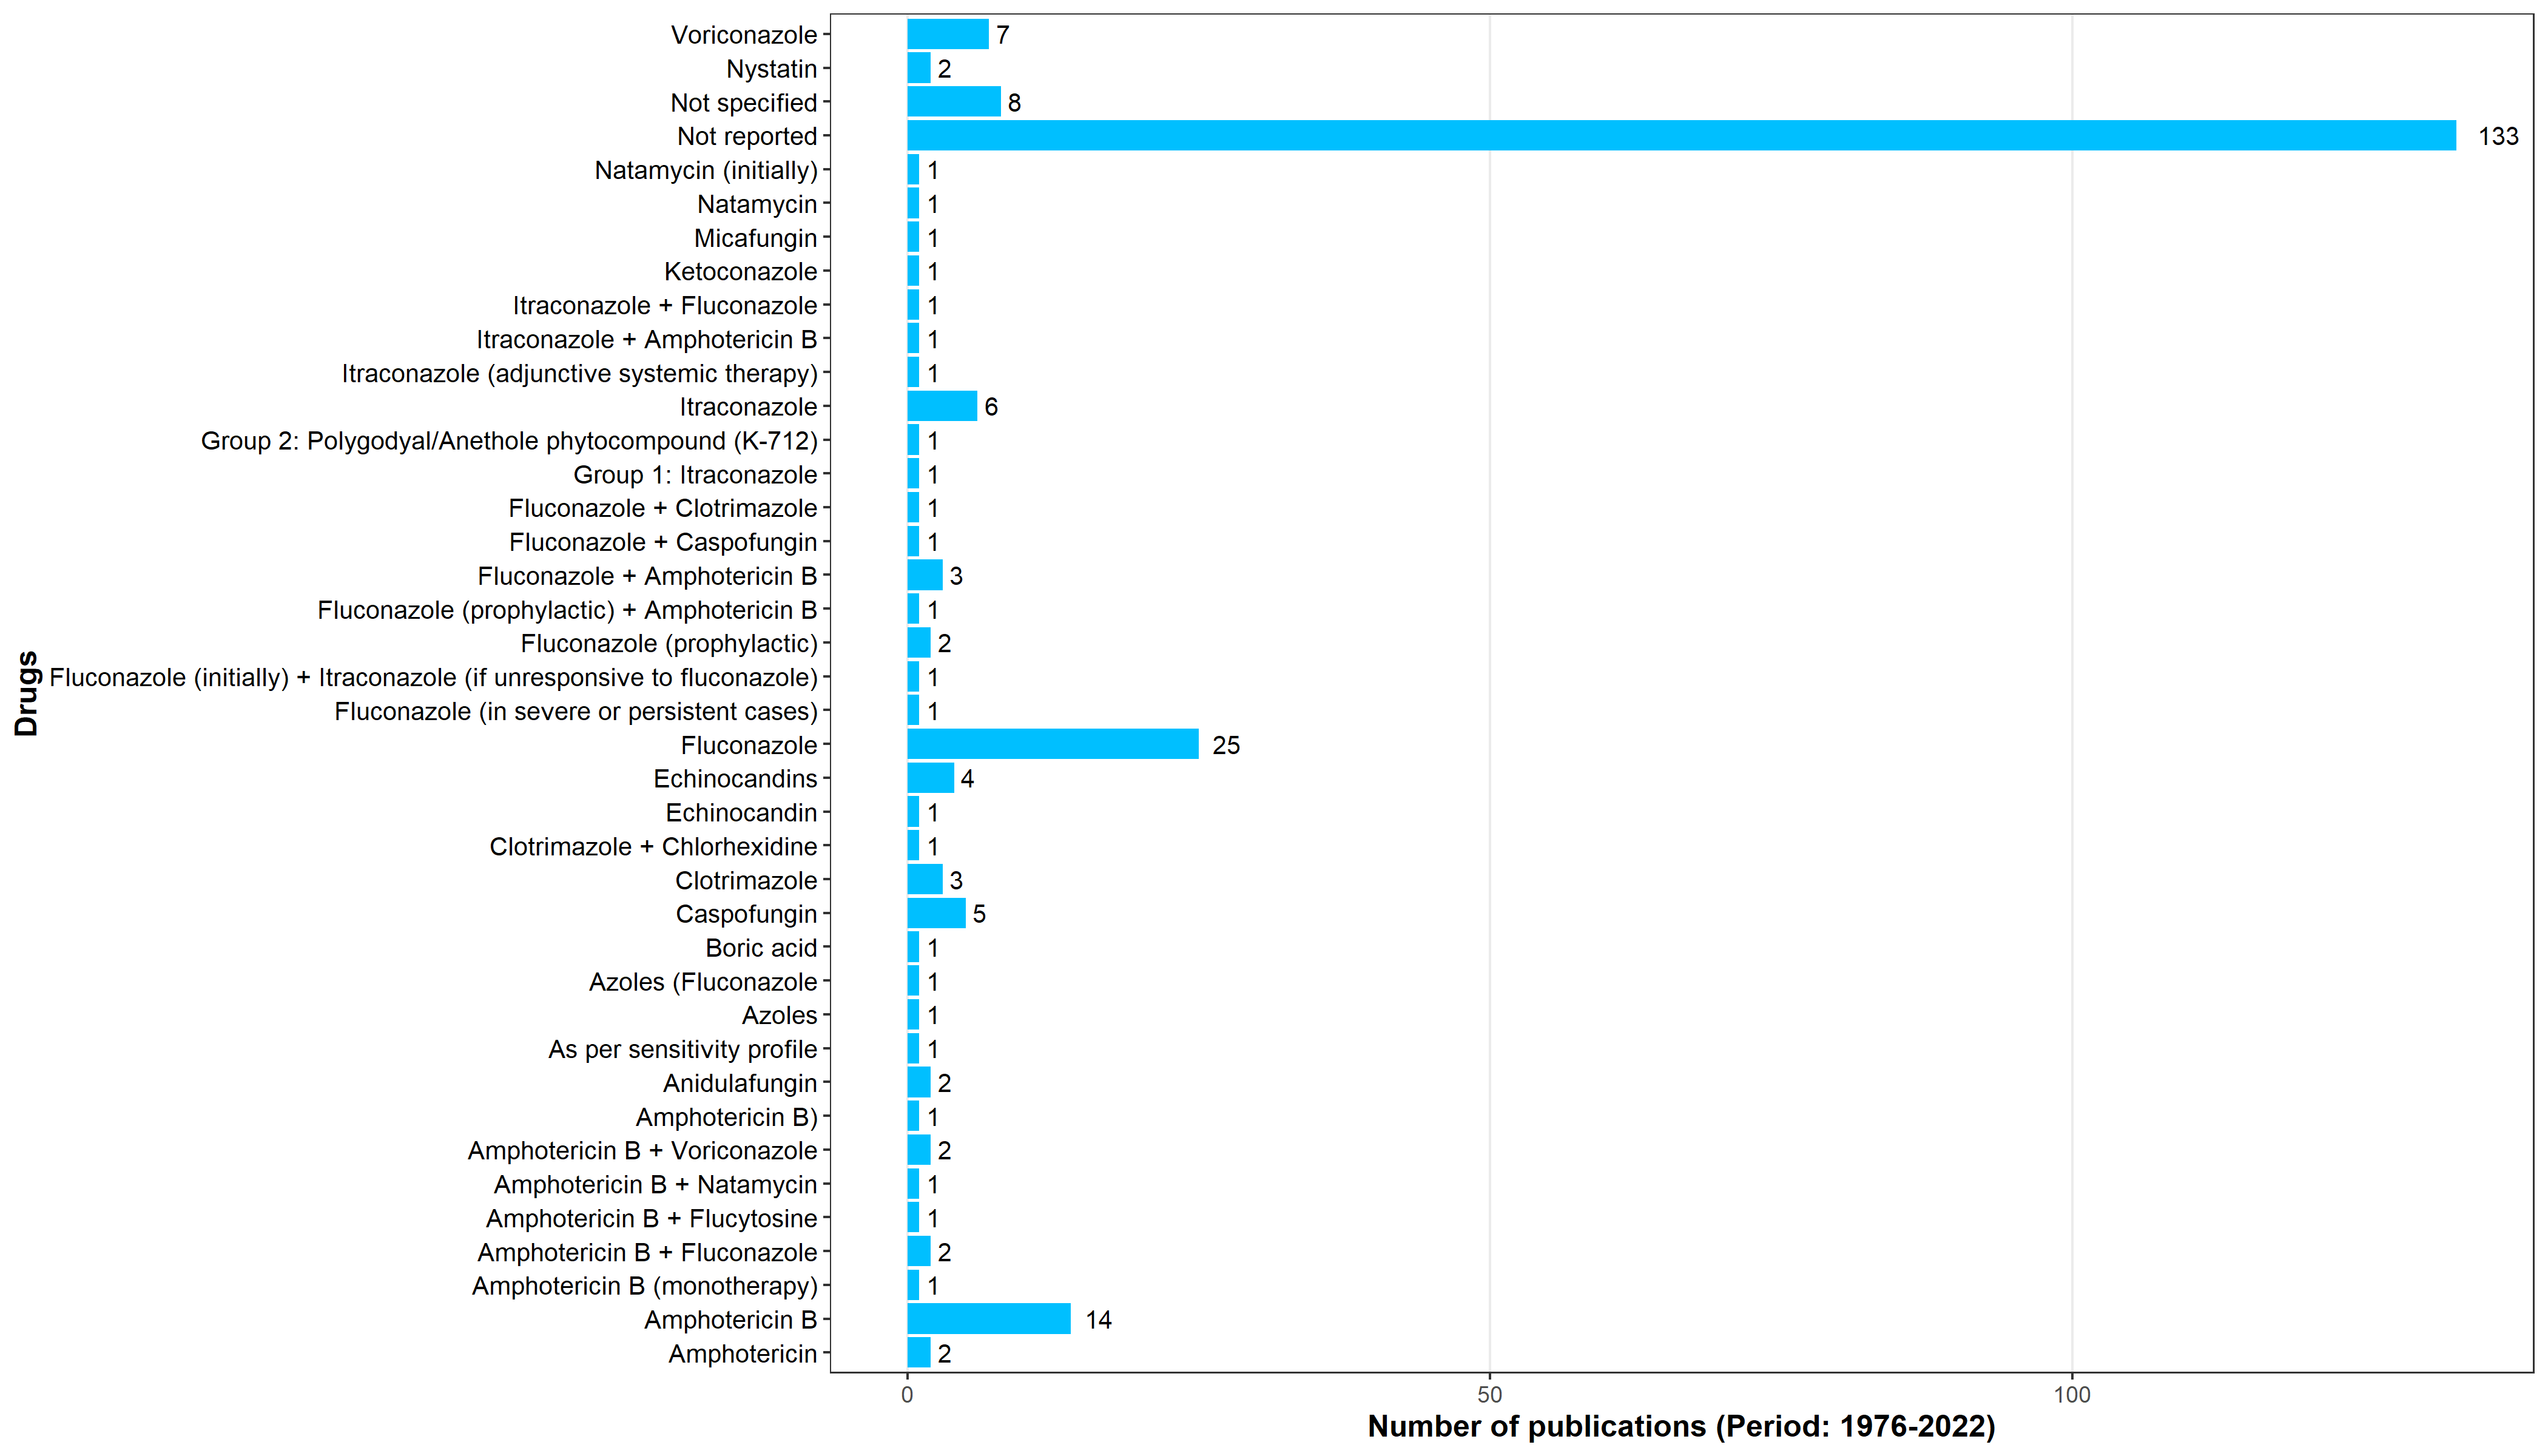 Voriconazole 7
Nystatin 2
Not specified 8
Not reported 133
Natamycin (initially) 1
Natamycin 1
Micafungin 1
Ketoconazole 1
Itraconazole + Fluconazole 1
Itraconazole + Amphotericin B 1
Itraconazole (adjunctive systemic therapy) 1
Itraconazole 6
Group 2: Polygodyal/Anethole phytocompound (K-712) 1
Group 1: Itraconazole 1
Fluconazole + Clotrimazole 1
Fluconazole + Caspofungin 1
Fluconazole + Amphotericin B 3
Fluconazole (prophylactic) + Amphotericin B 1
Fluconazole (prophylactic) 2
Fluconazole (initially) + Itraconazole (if unresponsive to fluconazole) 1
Fluconazole (in severe or persistent cases) 1
Fluconazole 25
Echinocandins 4
Echinocandin 1
Clotrimazole + Chlorhexidine 1
Clotrimazole 3
Caspofungin 5
Boric acid 1
Azoles (Fluconazole 1
Azoles 1
As per sensitivity profile 1
Anidulafungin 2
Amphotericin B) 1
Amphotericin B + Voriconazole 2
Amphotericin B + Natamycin 1
Amphotericin B + Flucytosine 1
Amphotericin B + Fluconazole 2
Amphotericin B (monotherapy) 1
Amphotericin B 14
Amphotericin 2
Drugs
0 50 100
Number of publications (Period: 1976-2022)